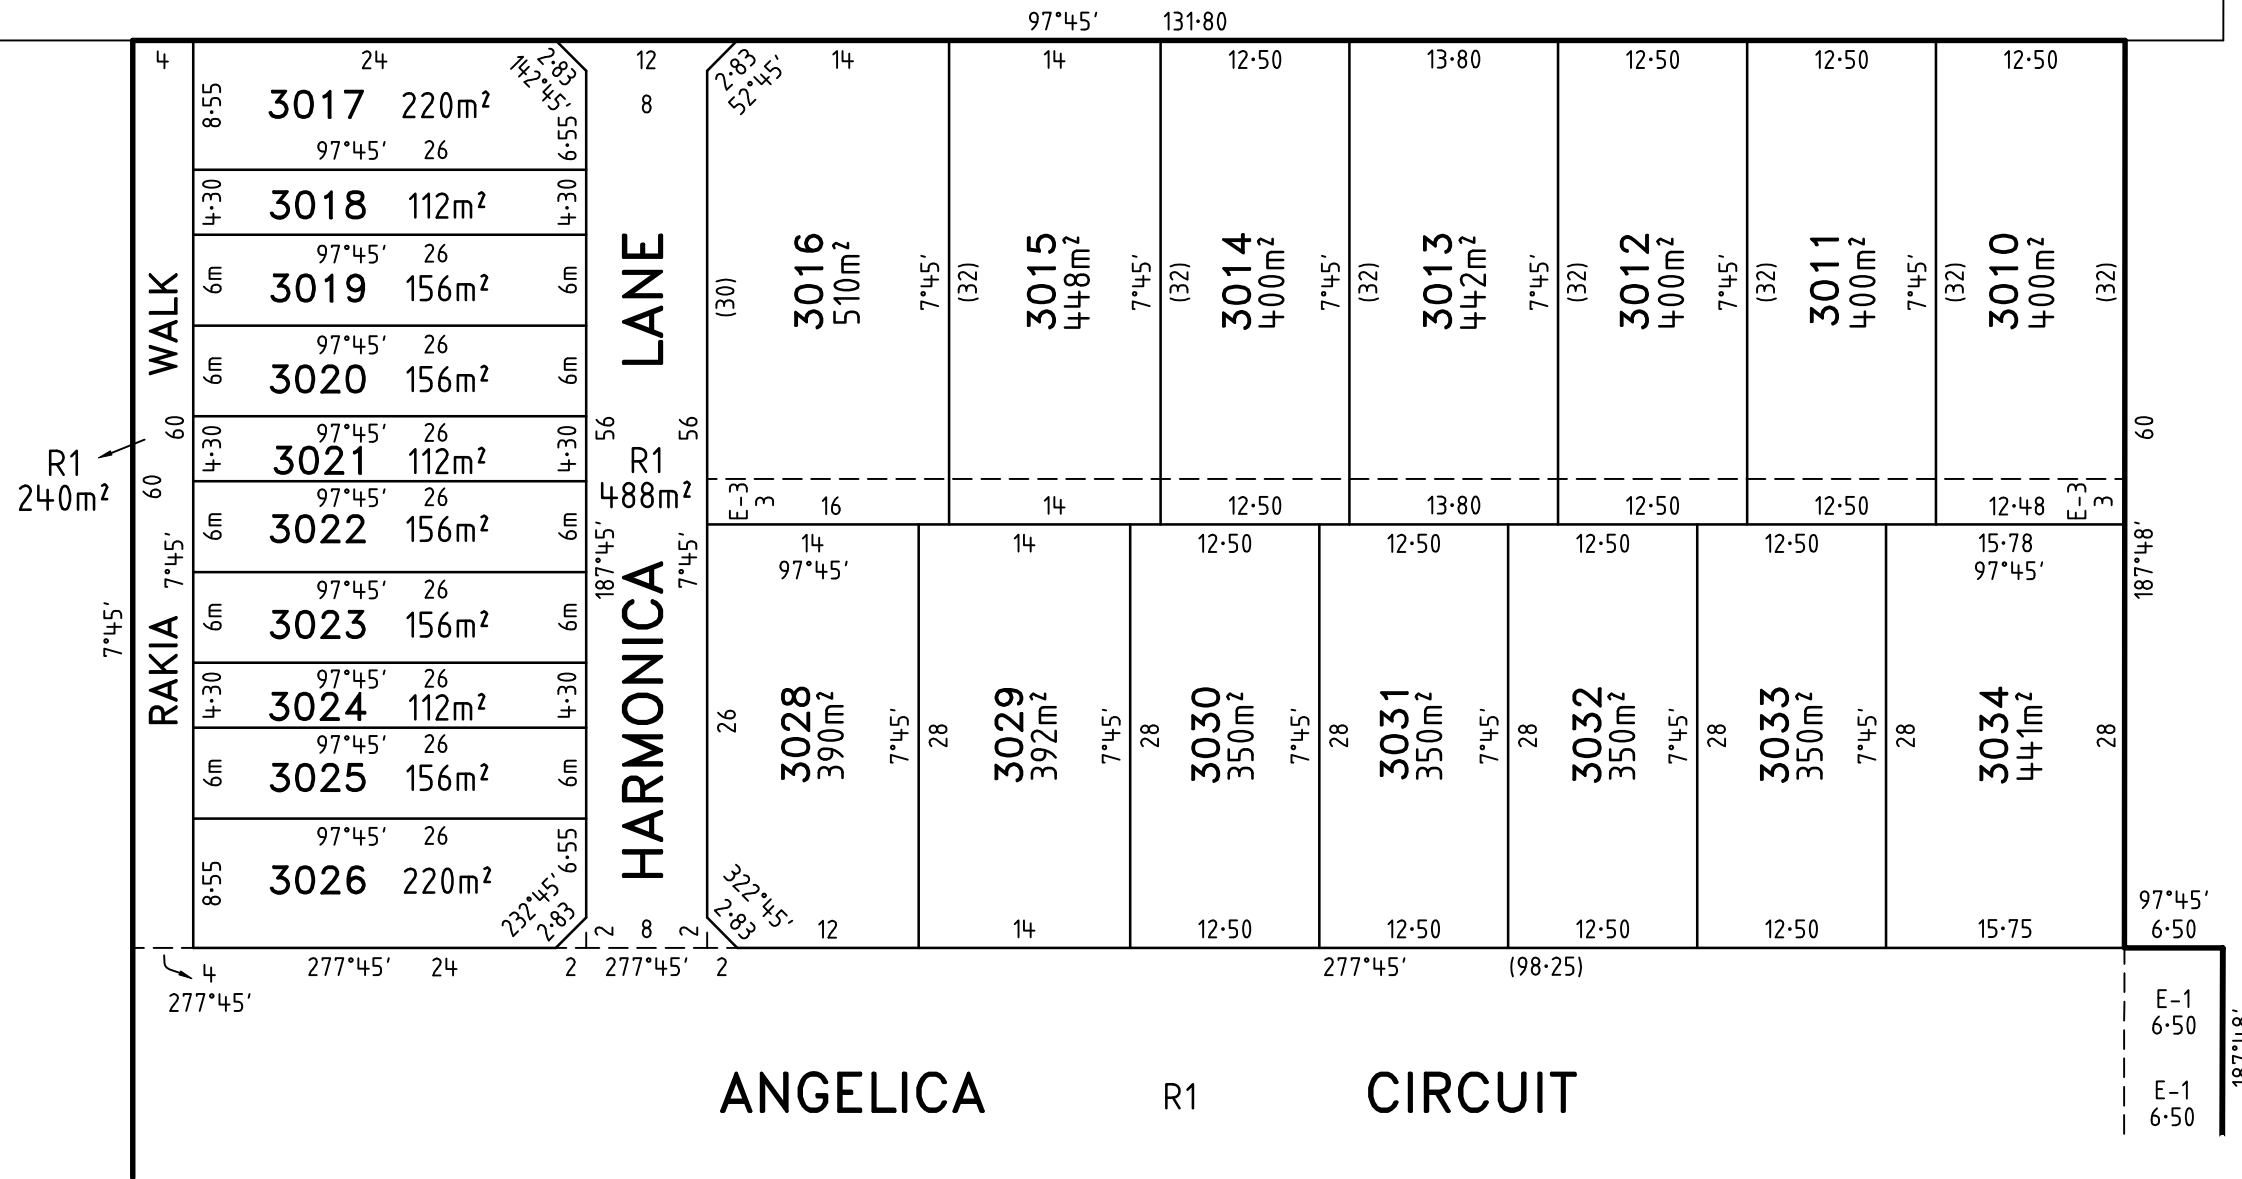 97°45′ 131·80
4
24
2·83
142°45′
12
8
2·83
52°45′
14
14
12·50
13·80
12·50
12·50
12·50
8·55
3017 220m²
6·55
97°45′ 26
4·30
3018 112m²
4·30
97°45′ 26
6m
3019 156m²
6m
97°45′ 26
6m
3020 156m²
6m
97°45′ 26
4·30
3021 112m²
4·30
97°45′ 26
6m
3022 156m²
6m
97°45′ 26
6m
3023 156m²
6m
97°45′ 26
4·30
3024 112m²
4·30
97°45′ 26
6m
3025 156m²
6m
97°45′ 26
8·55
3026 220m²
6·55
232°45′
2·83
RAKIA WALK
60
60
7°45′
7°45′
R1
240m²
HARMONICA LANE
56
56
R1
488m²
187°45′
7°45′
(30)
3016
510m²
7°45′
(32)
3015
448m²
7°45′
(32)
3014
400m²
7°45′
(32)
3013
442m²
7°45′
(32)
3012
400m²
7°45′
(32)
3011
400m²
7°45′
(32)
3010
400m²
(32)
60
187°48′
E-3
3
16
14
12·50
13·80
12·50
12·50
12·48
E-3
3
14
97°45′
14
12·50
12·50
12·50
12·50
15·78
97°45′
26
3028
390m²
7°45′
28
3029
392m²
7°45′
28
3030
350m²
7°45′
28
3031
350m²
7°45′
28
3032
350m²
7°45′
28
3033
350m²
7°45′
28
3034
441m²
28
322°45′
2·83
2
8
2
12
14
12·50
12·50
12·50
12·50
15·75
97°45′
6·50
4
277°45′
277°45′ 24
2
277°45′
2
277°45′ (98·25)
E-1
6·50
187°48′
E-1
6·50
ANGELICA R1 CIRCUIT